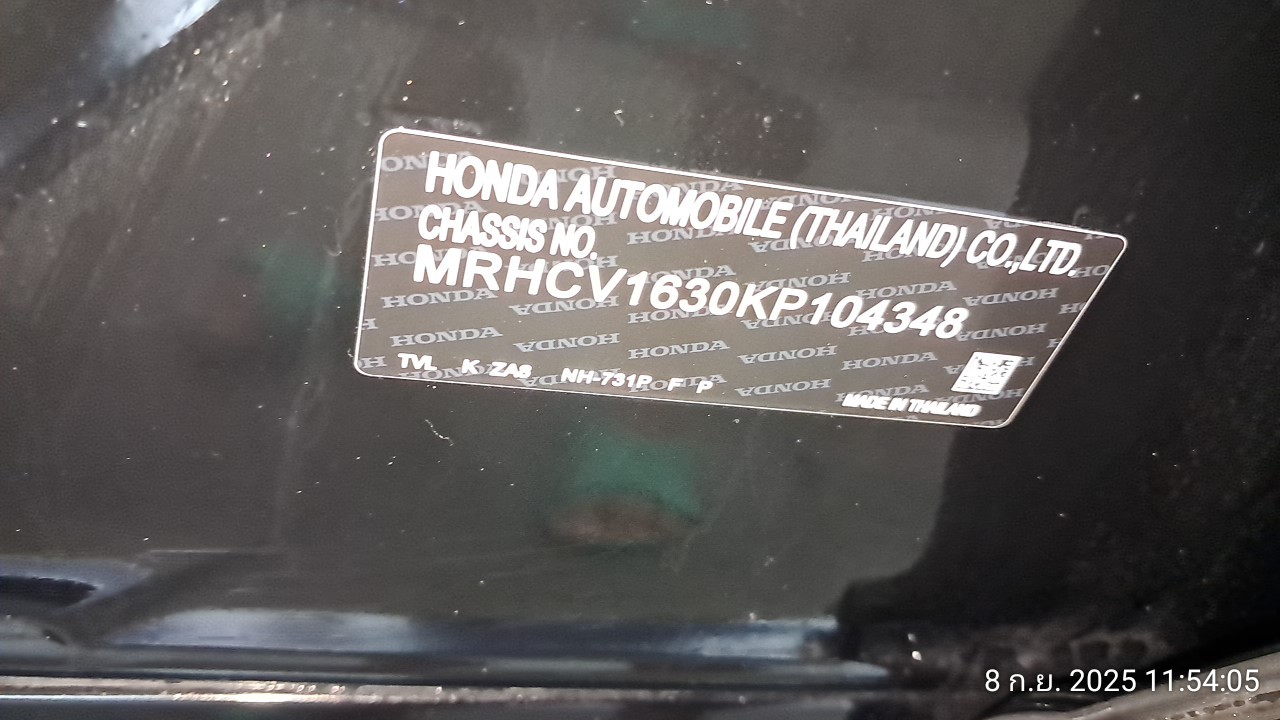 HONDA AUTOMOBILE (THAILAND) CO.,LTD.
CHASSIS NO.
MRHCV1630KP104348
TVL K ZA8 NH-731P F P
MADE IN THAILAND
8 ก.ย. 2025 11:54:05